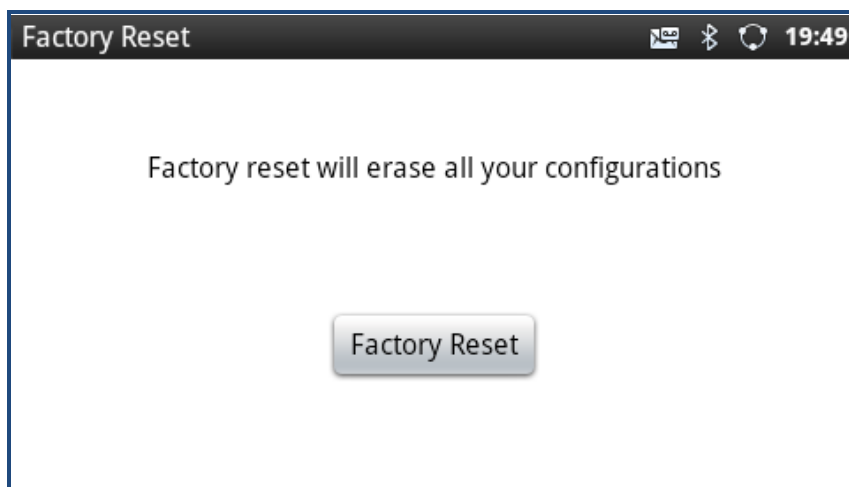 Factory Reset 19:49
Factory reset will erase all your configurations
Factory Reset